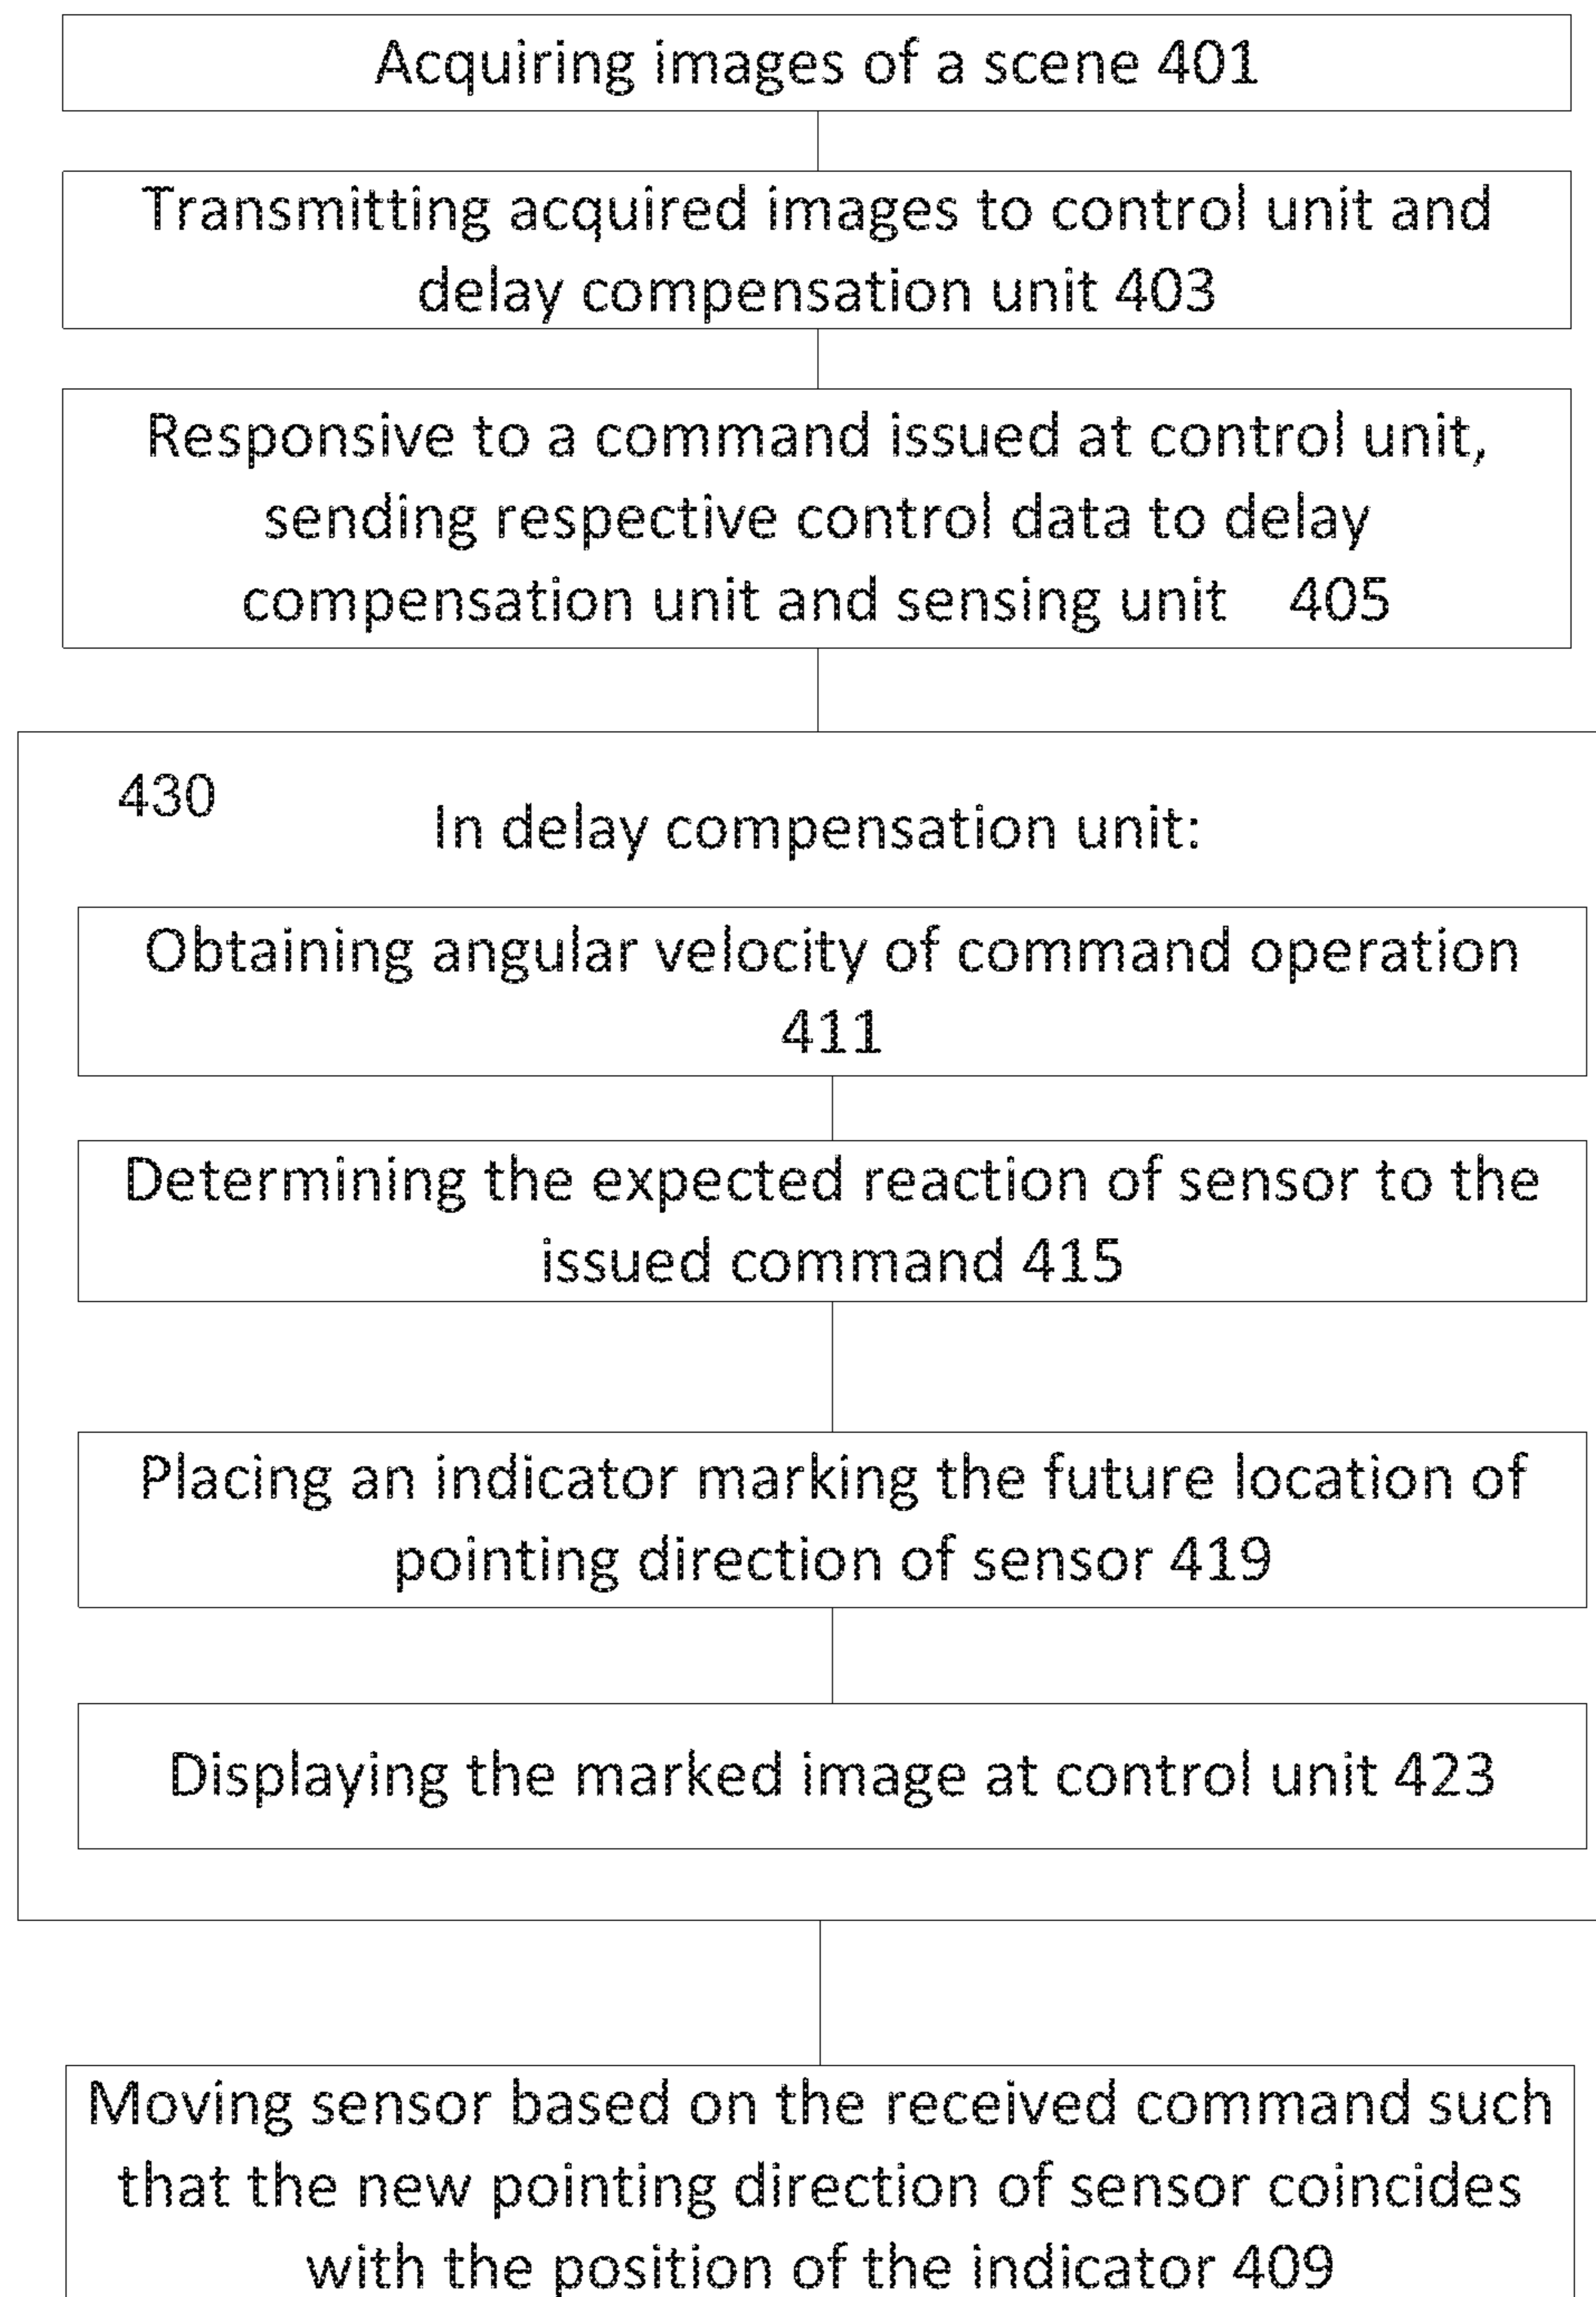 Acquiring images of a scene 401
Transmitting acquired images to control unit and
delay compensation unit 403
Responsive to a command issued at control unit,
sending respective control data to delay
compensation unit and sensing unit 405
430
In delay compensation unit:
Obtaining angular velocity of command operation
411
Determining the expected reaction of sensor to the
issued command 415
Placing an indicator marking the future location of
pointing direction of sensor 419
Displaying the marked image at control unit 423
Moving sensor based on the received command such
that the new pointing direction of sensor coincides
with the position of the indicator 409